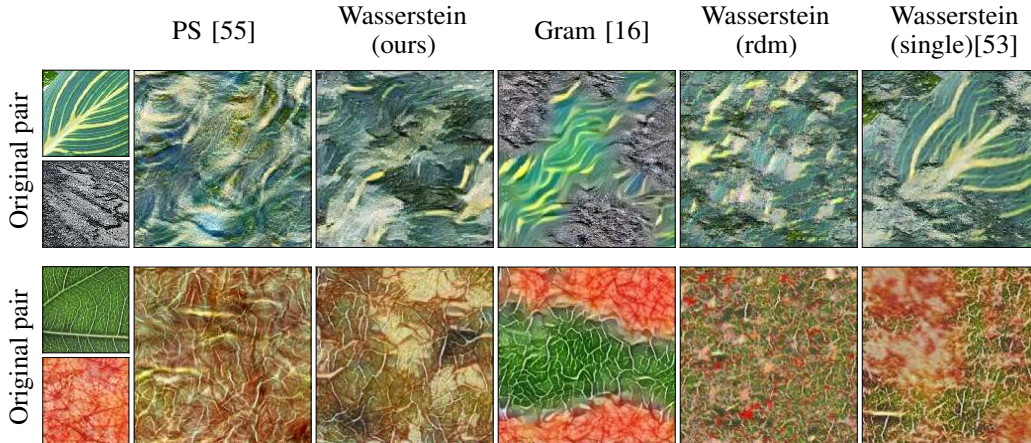 PS [55]
Wasserstein
(ours)
Gram [16]
Wasserstein
(rdm)
Wasserstein
(single)[53]
Original pair
Original pair